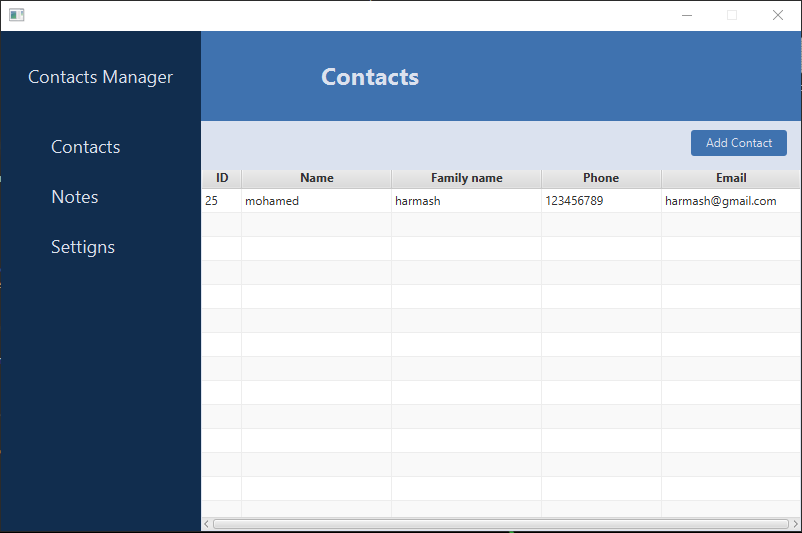 Contacts Manager
Contacts
Notes
Settigns
Contacts
Add Contact
ID Name Family name Phone Email
25 mohamed harmash 123456789 harmash@gmail.com